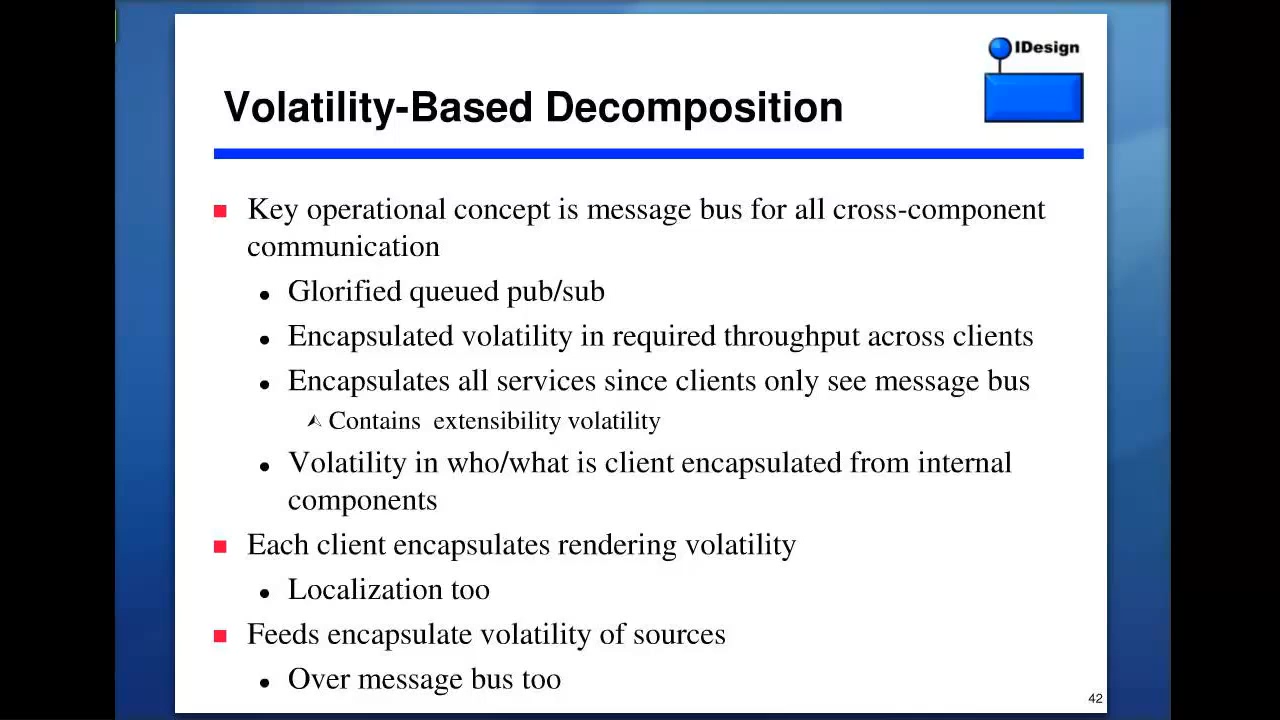 IDesign
Volatility-Based Decomposition
Key operational concept is message bus for all cross-component
communication
Glorified queued pub/sub
Encapsulated volatility in required throughput across clients
Encapsulates all services since clients only see message bus
Contains extensibility volatility
Volatility in who/what is client encapsulated from internal
components
Each client encapsulates rendering volatility
Localization too
Feeds encapsulate volatility of sources
Over message bus too
42